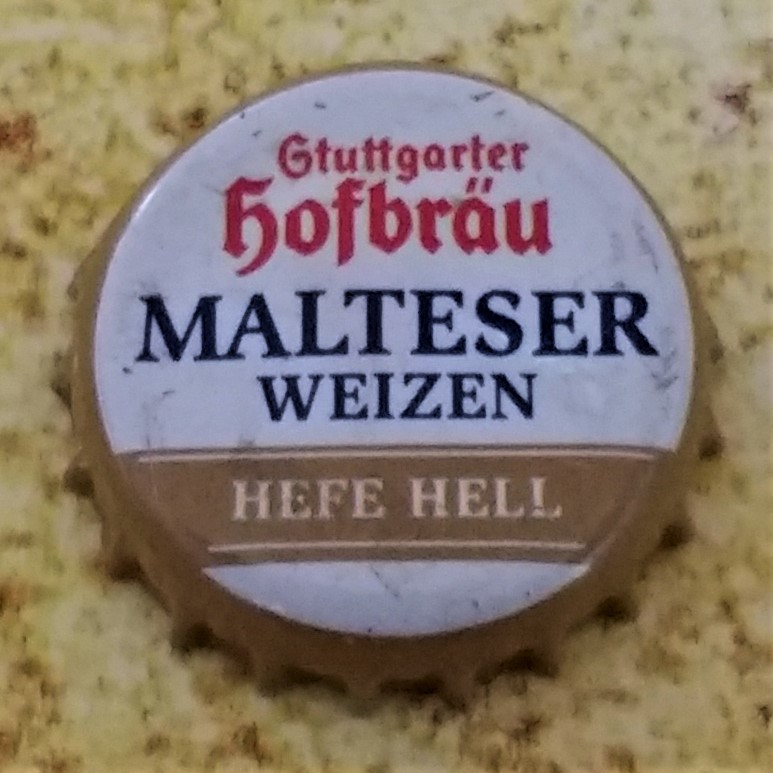 Stuttgarter
Hofbräu
MALTESER
WEIZEN
HEFE HELL